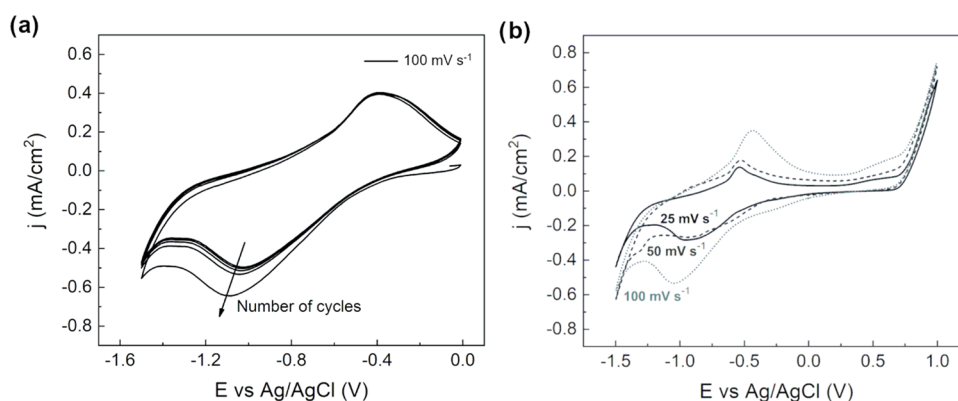 (a)
100 mV s⁻¹
0.8
0.6
0.4
0.2
0.0
-0.2
-0.4
-0.6
-0.8
j (mA/cm²)
Number of cycles
-1.6 -1.2 -0.8 -0.4 0.0
E vs Ag/AgCl (V)
(b)
0.8
0.6
0.4
0.2
0.0
-0.2
-0.4
-0.6
-0.8
j (mA/cm²)
25 mV s⁻¹
50 mV s⁻¹
100 mV s⁻¹
-1.5 -1.0 -0.5 0.0 0.5 1.0
E vs Ag/AgCl (V)